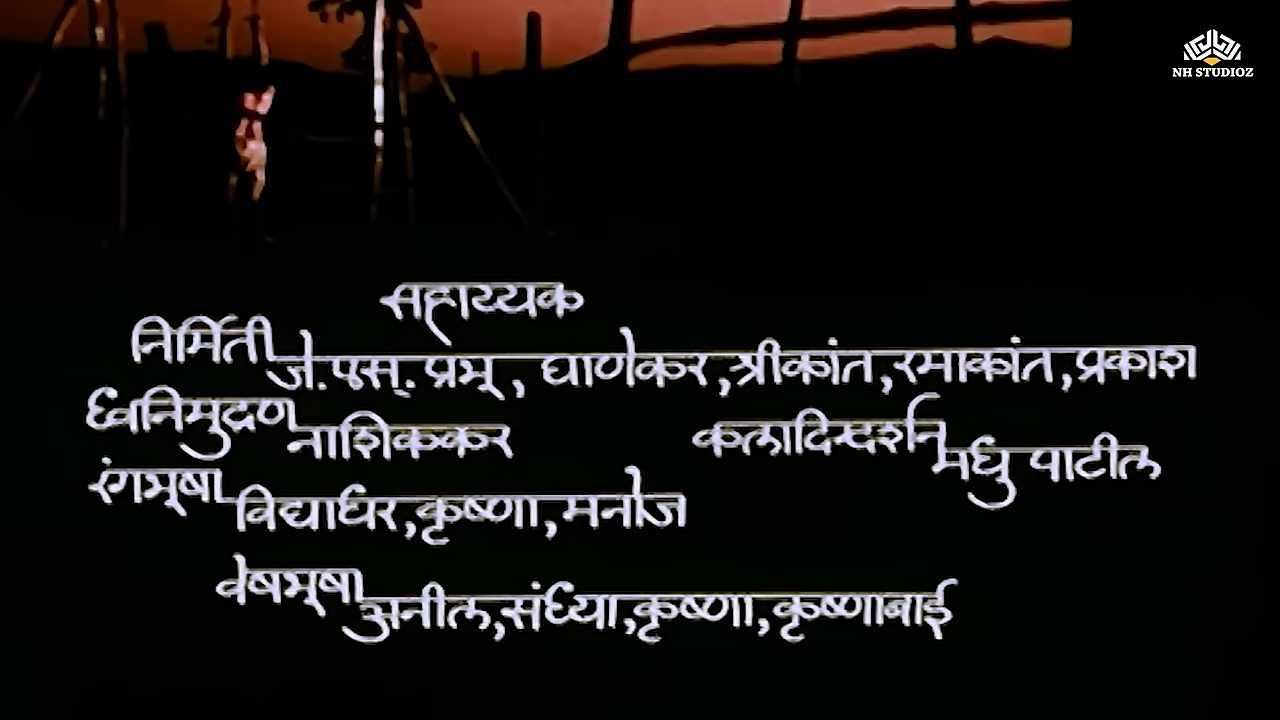 NH STUDIOZ
सहाय्यक
निर्मिती जे.एस्. प्रभू, घाणेकर,श्रीकांत,रमाकांत,प्रकाश
ध्वनिमुद्रण नाशिककर कलादिग्दर्शन मधु पाटील
रंगभूषा विद्याधर,कृष्णा,मनोज
वेषभूषा अनील,संध्या,कृष्णा,कृष्णाबाई